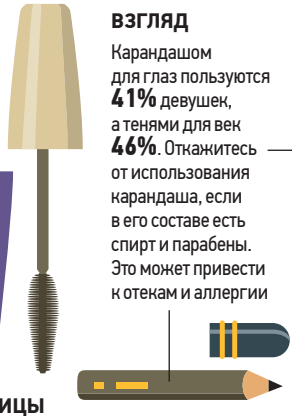 ВЗГЛЯД
Карандашом
для глаз пользуются
41% девушек,
а тенями для век
46%. Откажитесь
от использования
карандаша, если
в его составе есть
спирт и парабены.
Это может привести
к отекам и аллергии
ИЦЫ